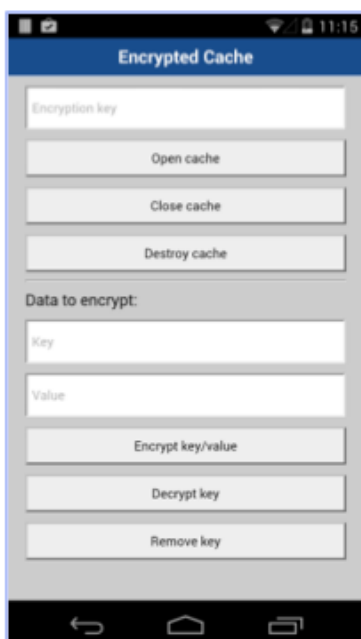 11:15
Encrypted Cache
Encryption key
Open cache
Close cache
Destroy cache
Data to encrypt:
Key
Value
Encrypt key/value
Decrypt key
Remove key